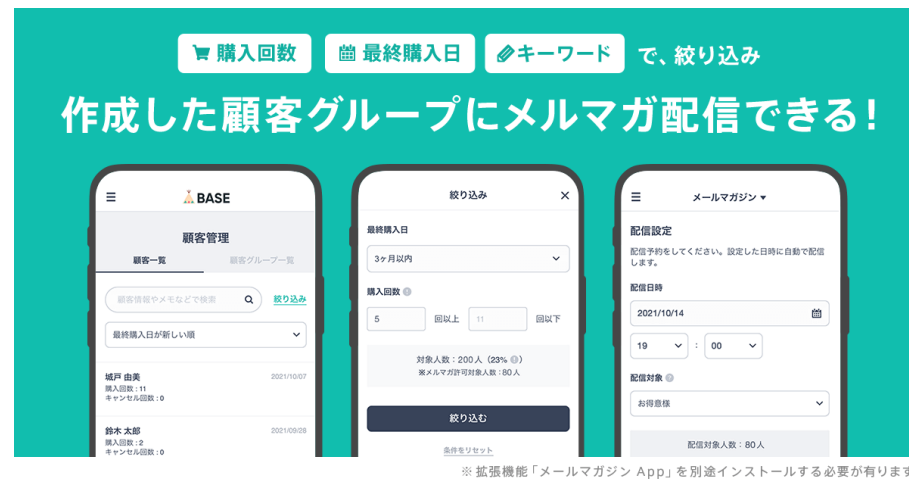 購入回数 最終購入日 キーワード で、絞り込み
作成した顧客グループにメルマガ配信できる!
BASE
顧客管理
顧客一覧 顧客グループ一覧
顧客情報やメモなどで検索 絞り込み
最終購入日が新しい順
城戸 由美 2021/10/07
購入回数:11
キャンセル回数:0
鈴木 太郎 2021/09/28
購入回数:2
キャンセル回数:0
絞り込み ×
最終購入日
3ヶ月以内
購入回数
5 回以上 11 回以下
対象人数:200人(23%)
※メルマガ許可対象人数:80人
絞り込む
条件をリセット
メールマガジン ▾
配信設定
配信予約をしてください。設定した日時に自動で配信
します。
配信日時
2021/10/14
19 : 00
配信対象
お得意様
配信対象人数:80人
※拡張機能「メールマガジン App」を別途インストールする必要が有ります